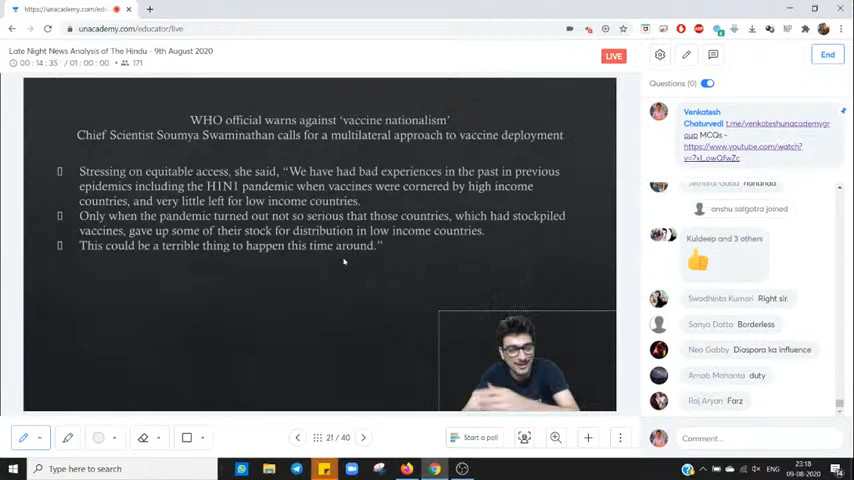 https://unacademy.com/edu
unacademy.com/educator/live
NP
Late Night News Analysis of The Hindu - 9th August 2020
00 : 14 : 35 / 01 : 00 : 00 • 171
LIVE
End
WHO official warns against ‘vaccine nationalism’
Chief Scientist Soumya Swaminathan calls for a multilateral approach to vaccine deployment
Stressing on equitable access, she said, “We have had bad experiences in the past in previous
epidemics including the H1N1 pandemic when vaccines were cornered by high income
countries, and very little left for low income countries.
Only when the pandemic turned out not so serious that those countries, which had stockpiled
vaccines, gave up some of their stock for distribution in low income countries.
This could be a terrible thing to happen this time around.”
Questions (0)
Venkatesh
Chaturvedi t.me/venkateshunacademygr
oup MCQs -
https://www.youtube.com/watch?
v=7xl_owQfwZc
anshu salgotra joined
Kuldeep and 3 others
Swadhinta Kumari Right sir.
Sanya Datta Borderless
Neo Gabby Diaspora ka influence
Arnab Mahanta duty
Raj Aryan Farz
21 / 40
Start a poll
Comment...
Type here to search
ENG
23:18
09-08-2020